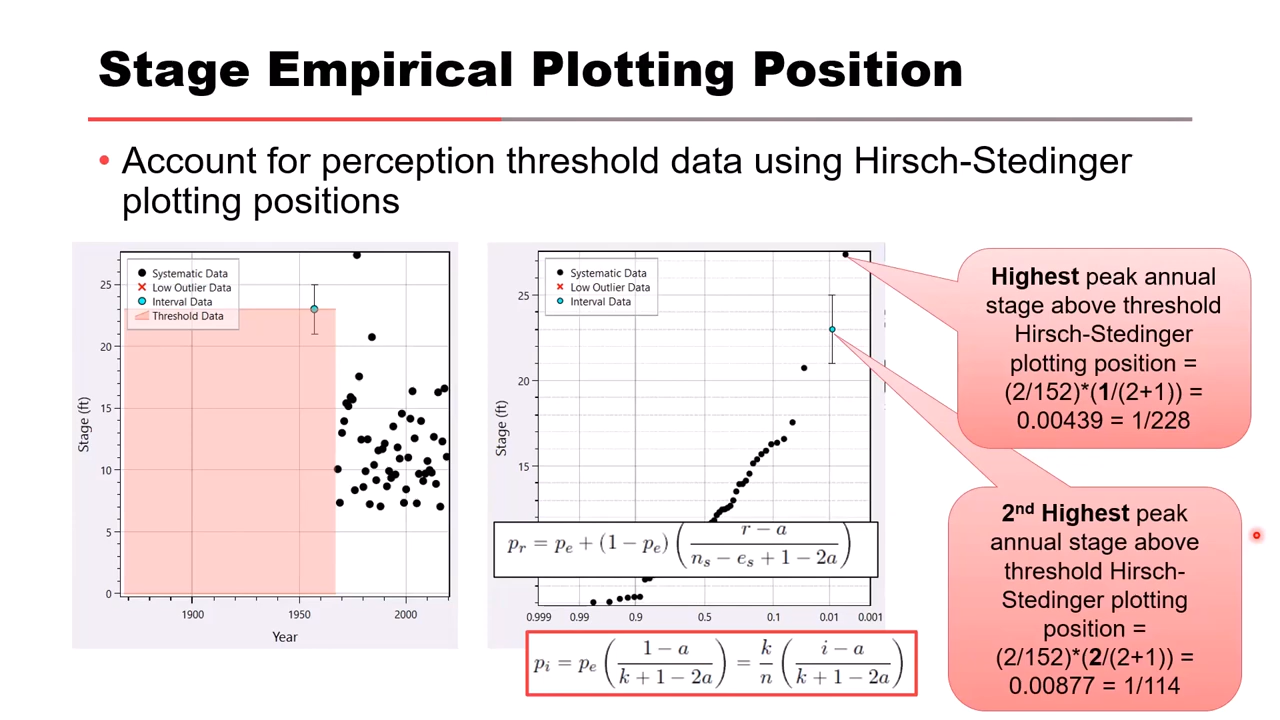 Stage Empirical Plotting Position
• Account for perception threshold data using Hirsch-Stedinger
plotting positions
Systematic Data
Low Outlier Data
Interval Data
Threshold Data
Stage (ft)
25
20
15
10
5
0
1900 1950 2000
Year
Systematic Data
Low Outlier Data
Interval Data
Stage (ft)
25
20
15
0.999 0.99 0.9 0.5 0.1 0.01 0.001
p_r = p_e + (1 − p_e) ( (r − a) / (n_s − e_s + 1 − 2a) )
p_i = p_e ( (1 − a) / (k + 1 − 2a) ) = k/n ( (i − a) / (k + 1 − 2a) )
Highest peak annual
stage above threshold
Hirsch-Stedinger
plotting position =
(2/152)*(1/(2+1)) =
0.00439 = 1/228
2nd Highest peak
annual stage above
threshold Hirsch-
Stedinger plotting
position =
(2/152)*(2/(2+1)) =
0.00877 = 1/114